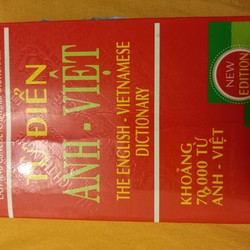 TỪ ĐIỂN
ANH - VIỆT
THE ENGLISH - VIETNAMESE
DICTIONARY
KHOẢNG
70.000 TỪ
ANH - VIỆT
NEW
EDITION